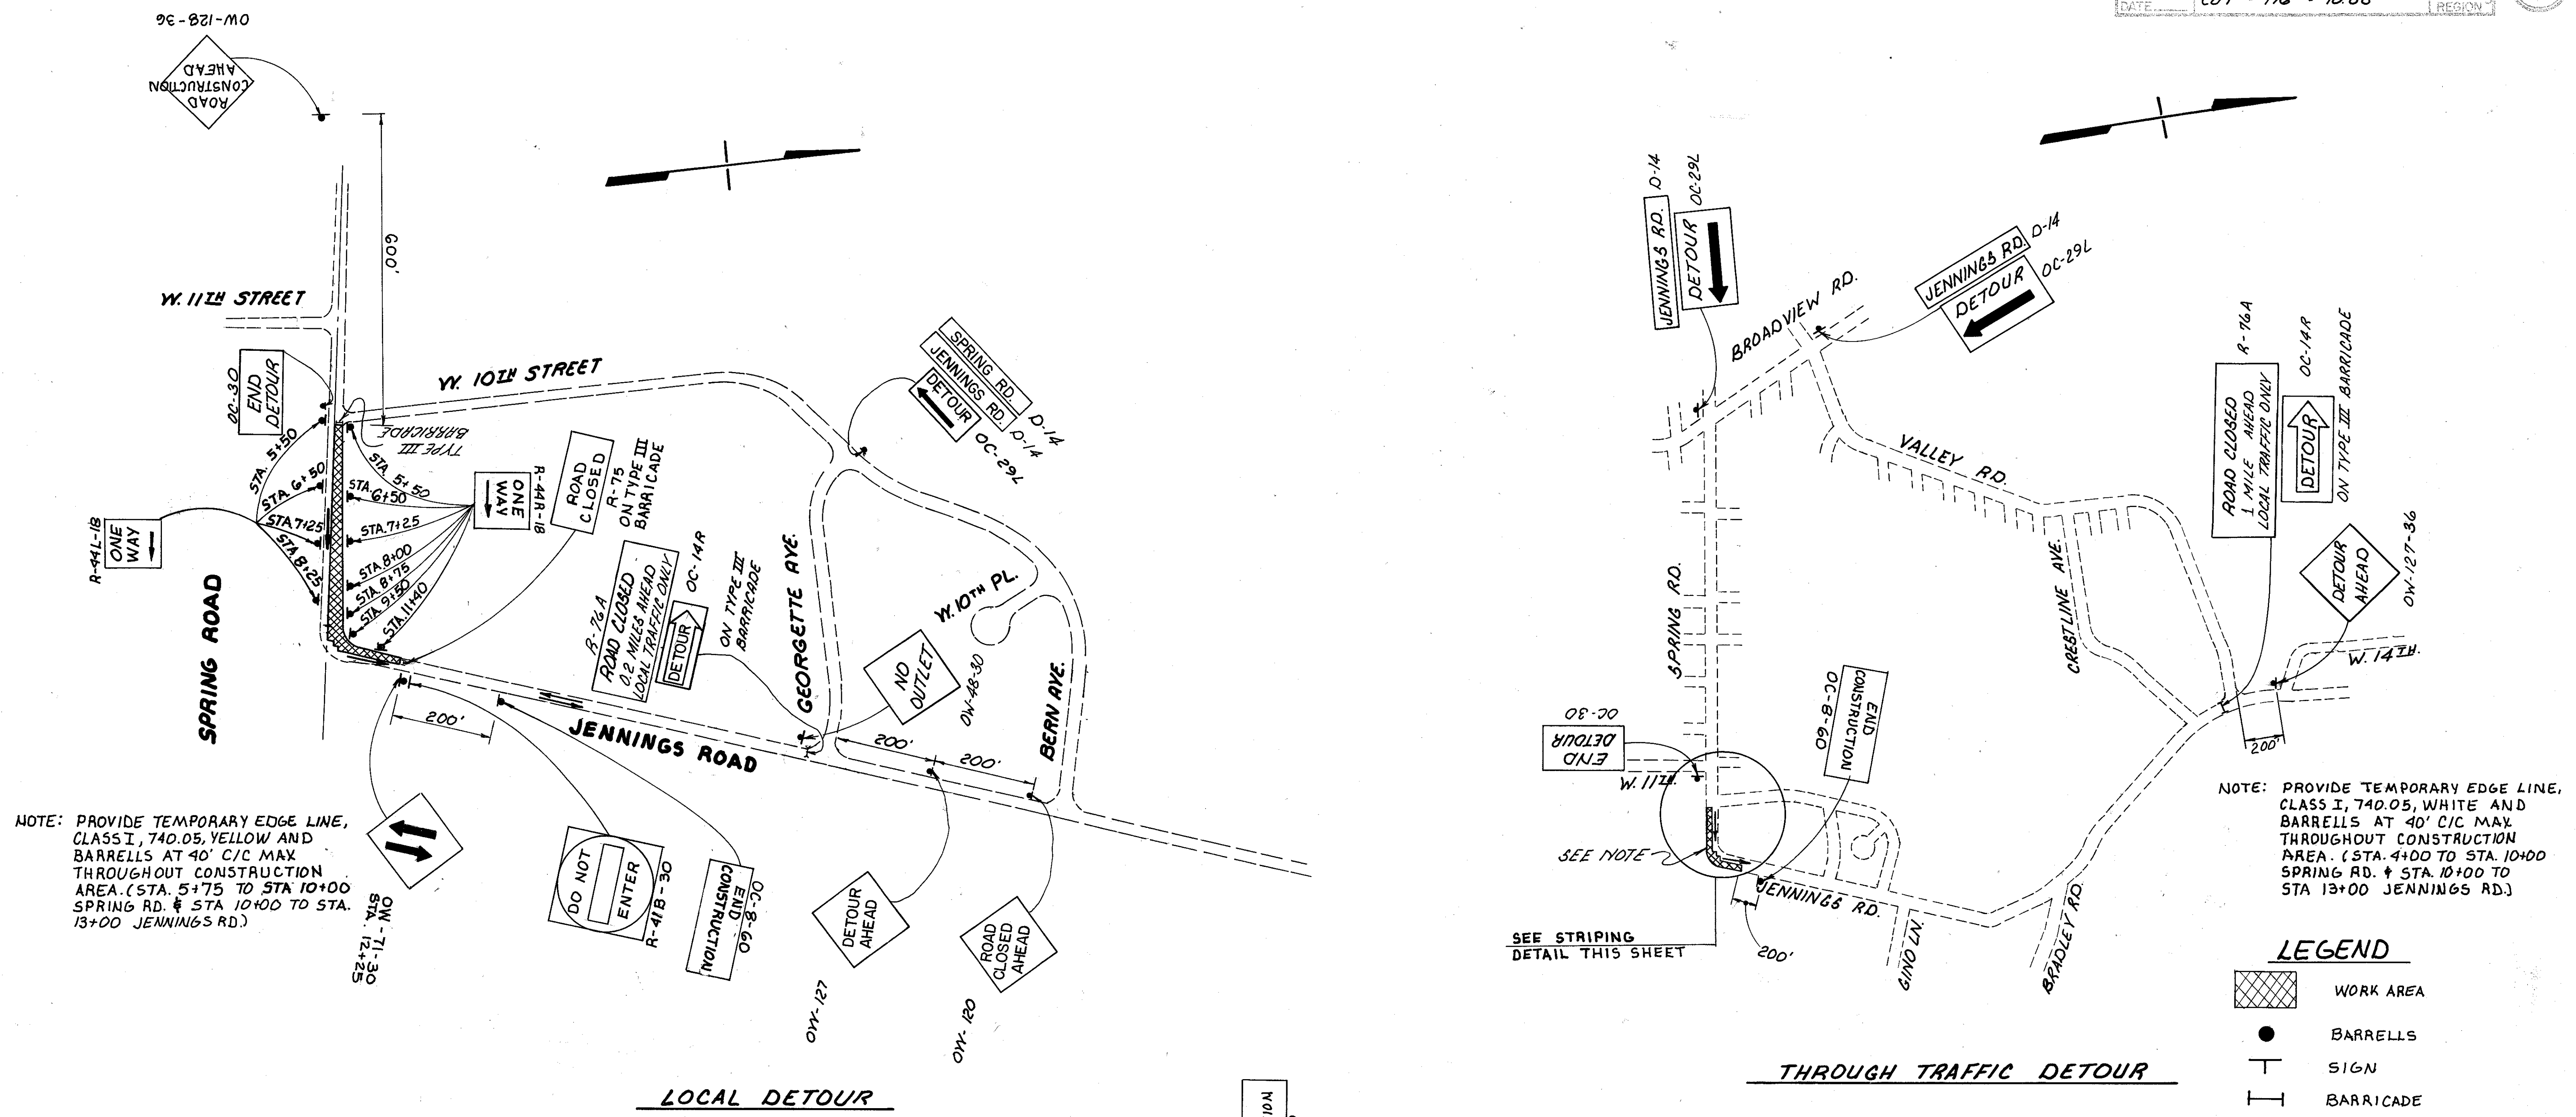 OW-128-36
ROAD
CONSTRUCTION
AHEAD
600'
W. 11TH STREET
OC-30
END
DETOUR
W. 10TH STREET
TYPE III
BARRICADE
STA. 5+50
STA. 6+50
STA. 7+25
STA. 8+25
R-44L-18
ONE
WAY
SPRING ROAD
STA. 5+50
STA. 6+50
STA. 7+25
STA. 8+00
STA. 8+75
STA. 9+50
STA. 11+40
ONE
WAY
R-44R-18
ROAD
CLOSED
R-75
ON TYPE III
BARRICADE
SPRING RD. D-14
JENNINGS RD. D-14
DETOUR OC-29L
R-76A
ROAD CLOSED
0.2 MILES AHEAD
LOCAL TRAFFIC ONLY
DETOUR
OC-14R
ON TYPE III
BARRICADE
GEORGETTE AVE.
W. 10TH PL.
NO
OUTLET
OW-48-30
BERN AVE.
200'
JENNINGS ROAD
200'
200'
NOTE: PROVIDE TEMPORARY EDGE LINE,
CLASS I, 740.05, YELLOW AND
BARRELLS AT 40' C/C MAX
THROUGHOUT CONSTRUCTION
AREA. (STA. 5+75 TO STA 10+00
SPRING RD. & STA 10+00 TO STA.
13+00 JENNINGS RD.)
OW-71-30
STA. 12+25
DO NOT
ENTER
R-41B-30
OC-8-60
END
CONSTRUCTION
DETOUR
AHEAD
OW-127
ROAD
CLOSED
AHEAD
OW-120
LOCAL DETOUR
DATE
REGION
JENNINGS RD. D-14
DETOUR OC-29L
BROADVIEW RD.
JENNINGS RD. D-14
DETOUR OC-29L
VALLEY RD.
SPRING RD.
CRESTLINE AVE.
R-76A
ROAD CLOSED
1 MILE AHEAD
LOCAL TRAFFIC ONLY
DETOUR
OC-14R
ON TYPE III BARRICADE
DETOUR
AHEAD
OW-127-36
W. 14TH.
200'
OC-30
END
DETOUR
W. 11TH.
END
CONSTRUCTION
OC-8-60
SEE NOTE
JENNINGS RD.
GINO LN.
BRADLEY RD.
200'
SEE STRIPING
DETAIL THIS SHEET
NOTE: PROVIDE TEMPORARY EDGE LINE,
CLASS I, 740.05, WHITE AND
BARRELLS AT 40' C/C MAX
THROUGHOUT CONSTRUCTION
AREA. (STA. 4+00 TO STA. 10+00
SPRING RD. & STA. 10+00 TO
STA 13+00 JENNINGS RD.)
LEGEND
WORK AREA
BARRELLS
SIGN
BARRICADE
THROUGH TRAFFIC DETOUR